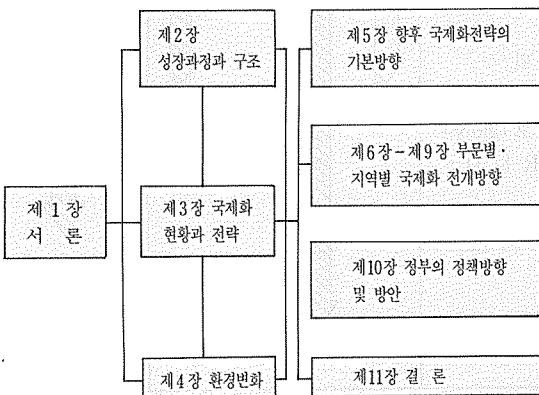 제 1 장
서 론
제2장
성장과정과 구조
제3장 국제화
현황과 전략
제4장 환경변화
제5장 향후 국제화전략의
기본방향
제6장-제9장 부문별·
지역별 국제화 전개방향
제10장 정부의 정책방향
및 방안
제11장 결 론